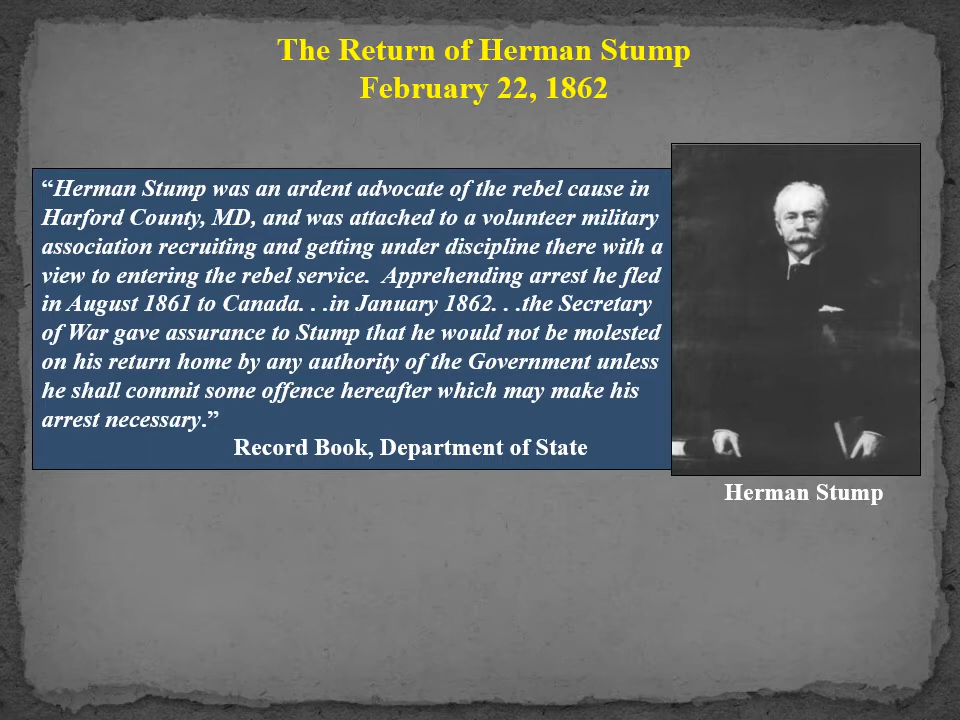 The Return of Herman Stump
February 22, 1862
“Herman Stump was an ardent advocate of the rebel cause in
Harford County, MD, and was attached to a volunteer military
association recruiting and getting under discipline there with a
view to entering the rebel service.  Apprehending arrest he fled
in August 1861 to Canada. . .in January 1862. . .the Secretary
of War gave assurance to Stump that he would not be molested
on his return home by any authority of the Government unless
he shall commit some offence hereafter which may make his
arrest necessary.”
Record Book, Department of State
Herman Stump